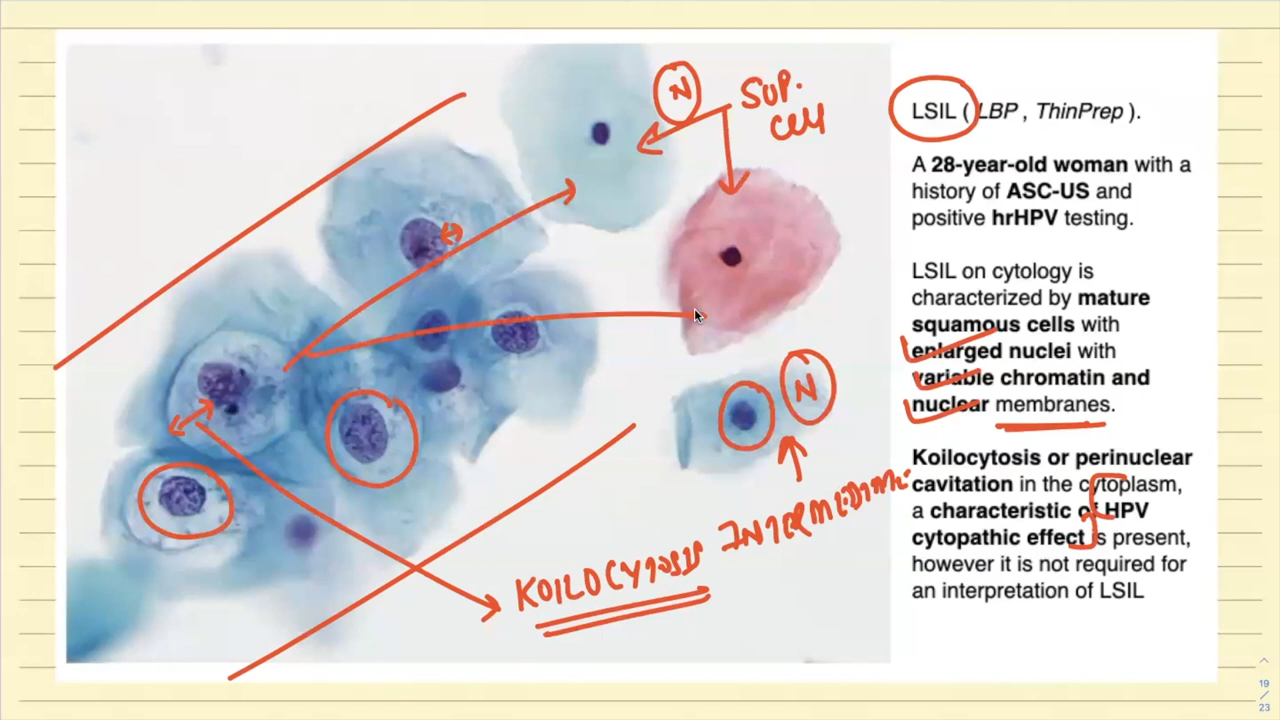 N
SUP.
cell
N
KOILOCYTOSIS
LSIL ( LBP , ThinPrep ).
A 28-year-old woman with a
history of ASC-US and
positive hrHPV testing.
LSIL on cytology is
characterized by mature
squamous cells with
enlarged nuclei with
variable chromatin and
nuclear membranes.
Koilocytosis or perinuclear
cavitation in the cytoplasm,
a characteristic of HPV
cytopathic effect is present,
however it is not required for
an interpretation of LSIL
19
/
23